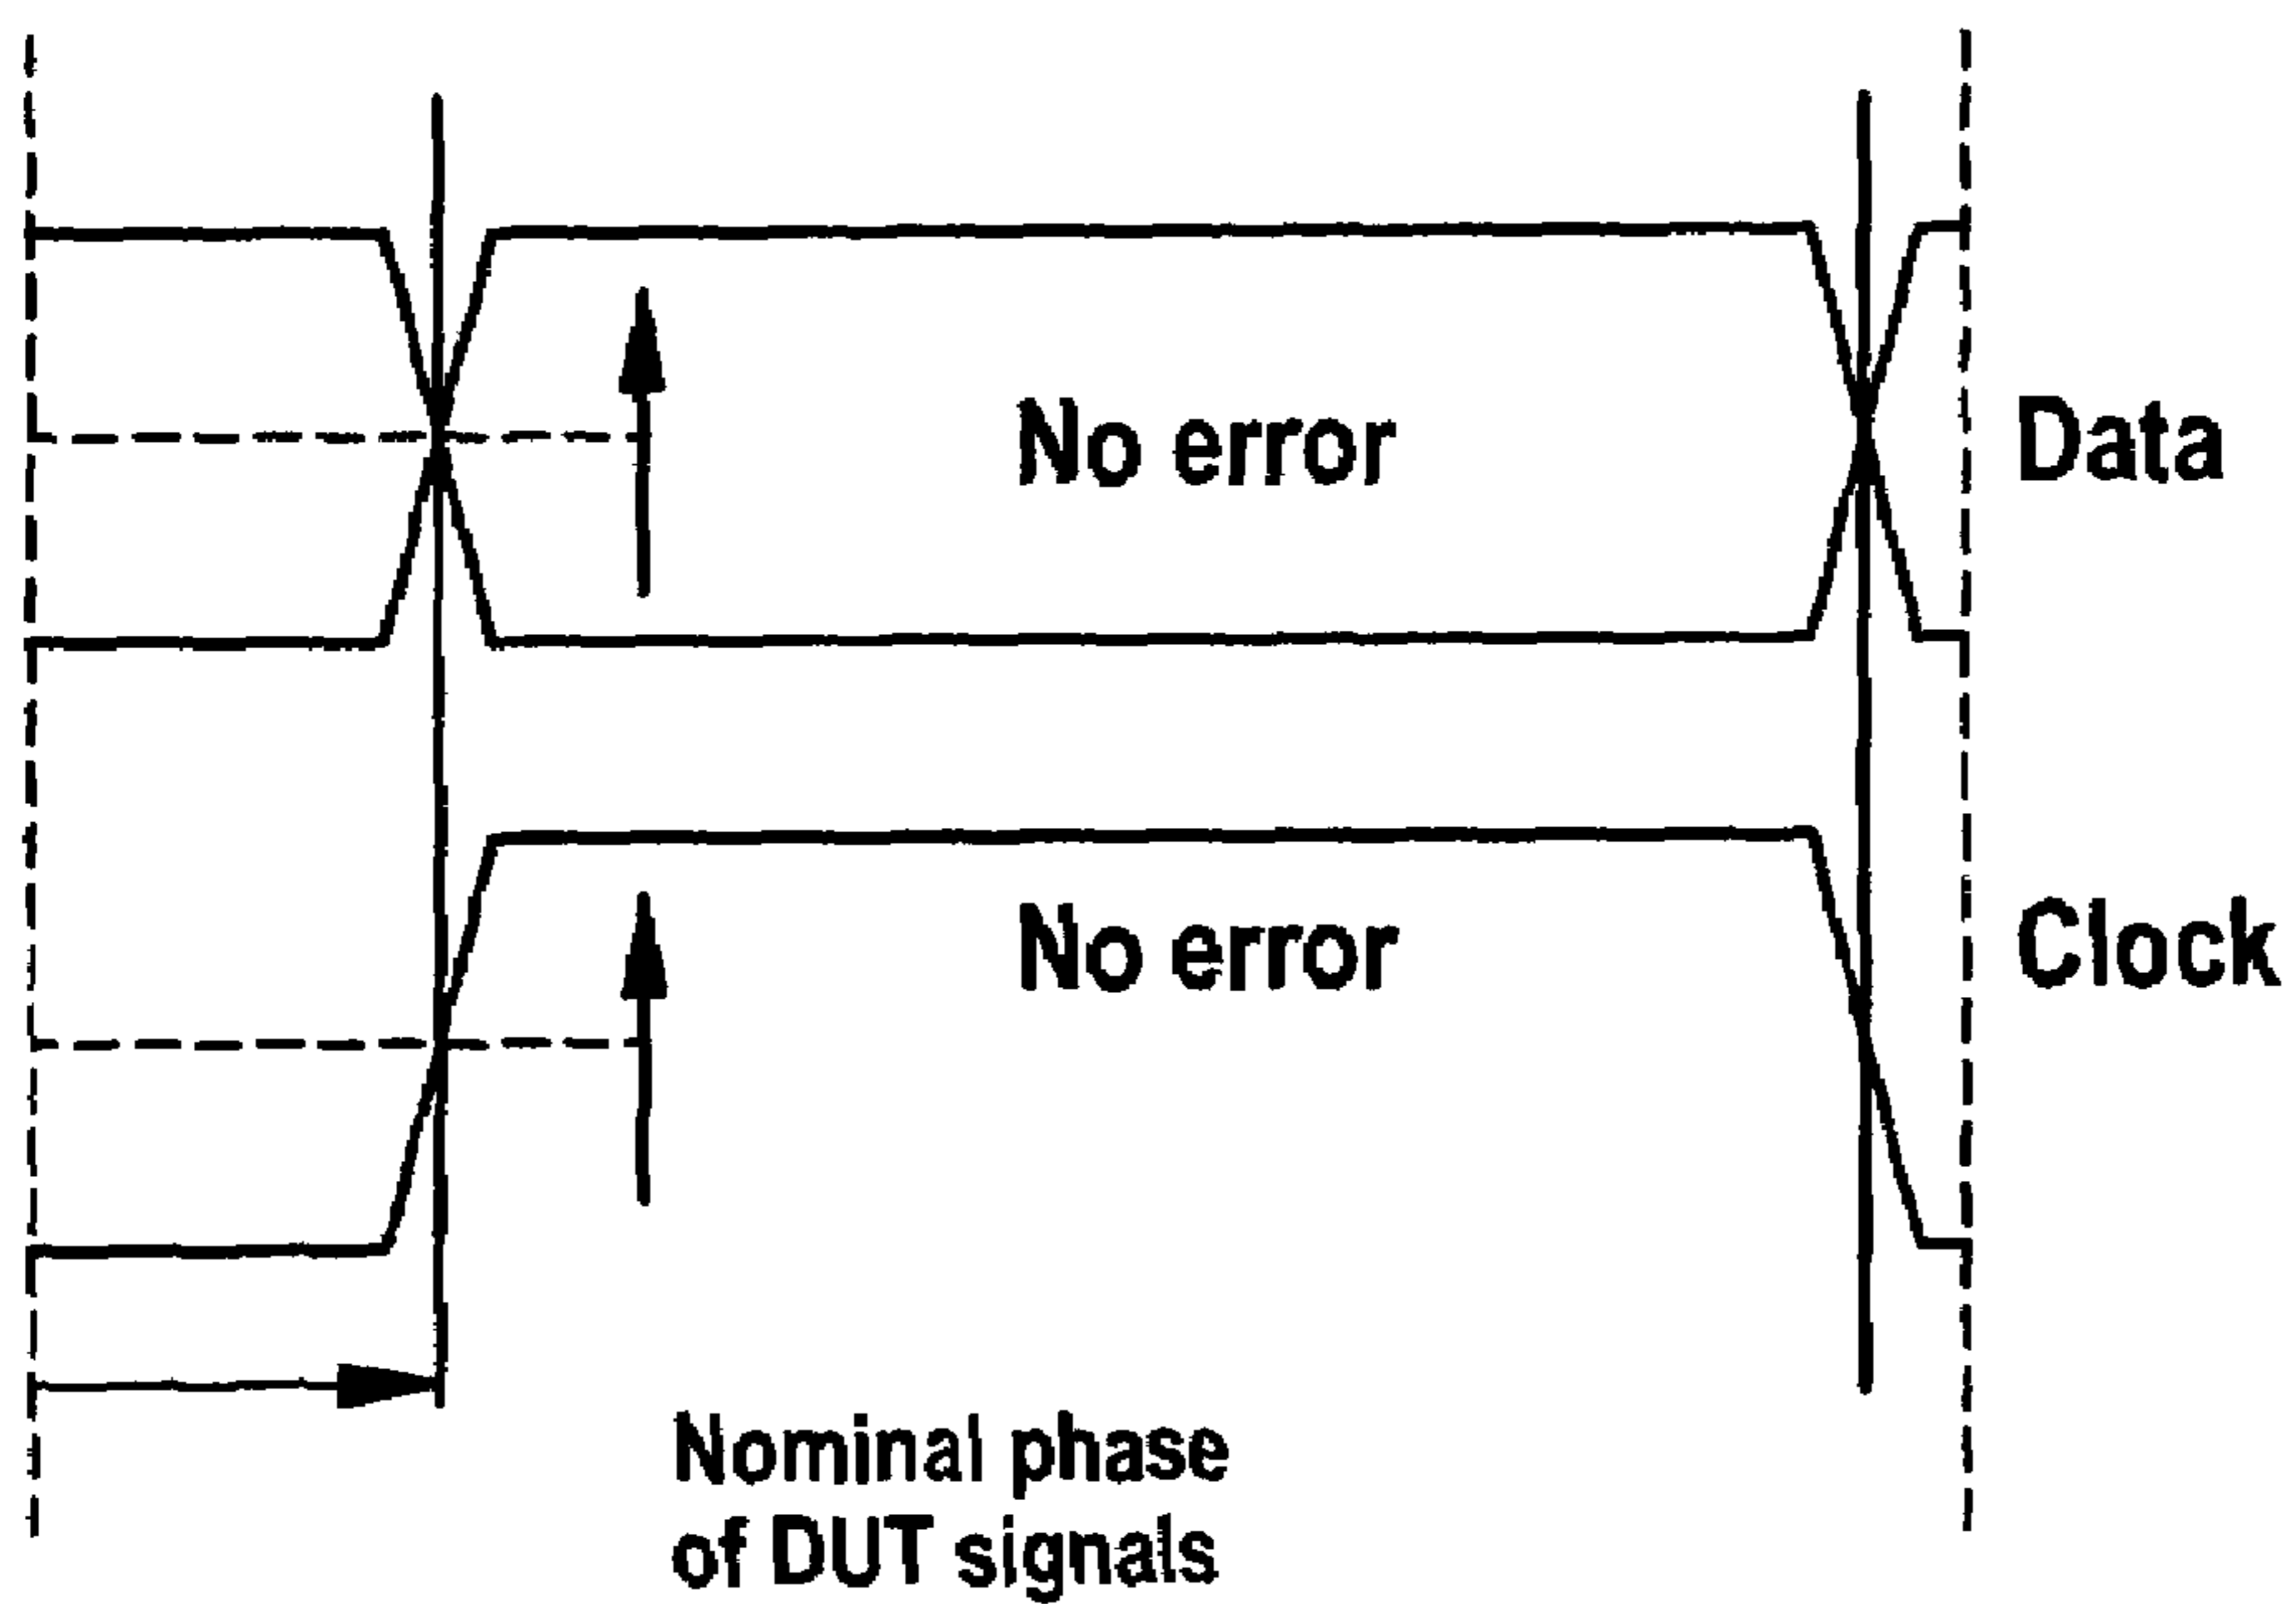 No error
Data
No error
Clock
Nominal phase
of DUT signals